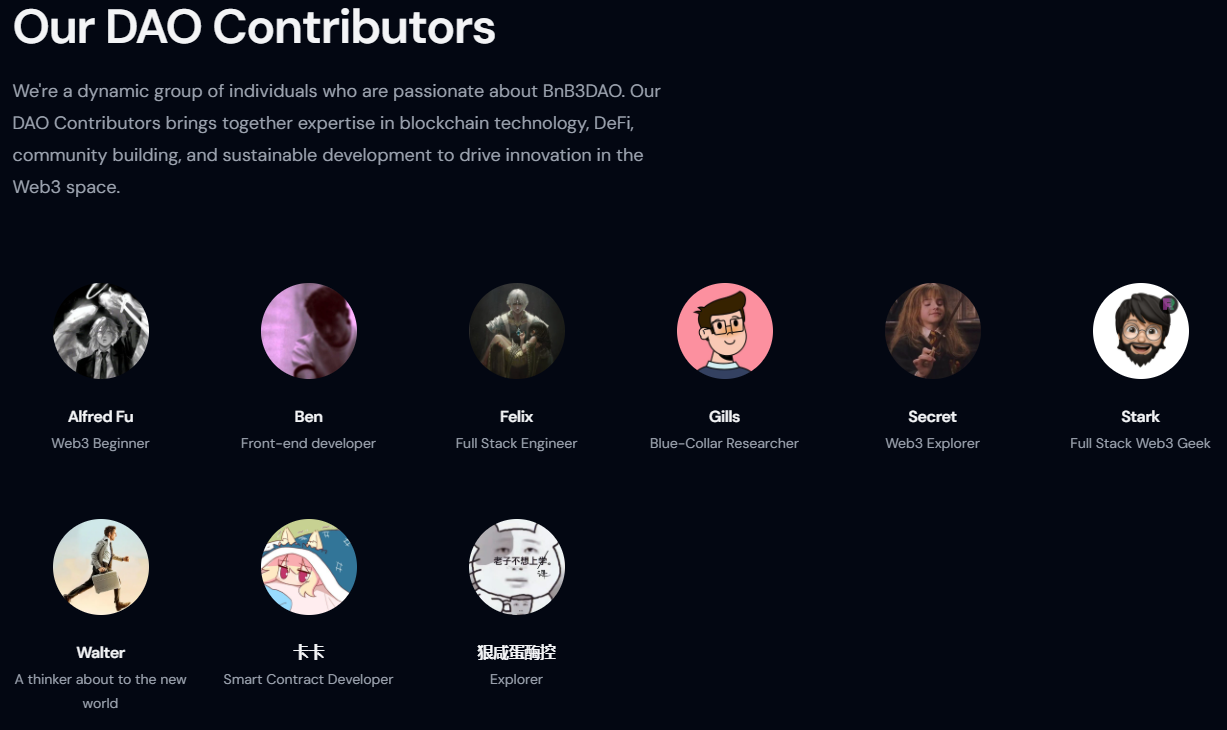 Our DAO Contributors
We're a dynamic group of individuals who are passionate about BnB3DAO. Our
DAO Contributors brings together expertise in blockchain technology, DeFi,
community building, and sustainable development to drive innovation in the
Web3 space.
Alfred Fu
Web3 Beginner
Ben
Front-end developer
Felix
Full Stack Engineer
Gills
Blue-Collar Researcher
Secret
Web3 Explorer
R
Stark
Full Stack Web3 Geek
Walter
A thinker about to the new
world
卡卡
Smart Contract Developer
老子不想上学。
课
狠咸蛋酶控
Explorer